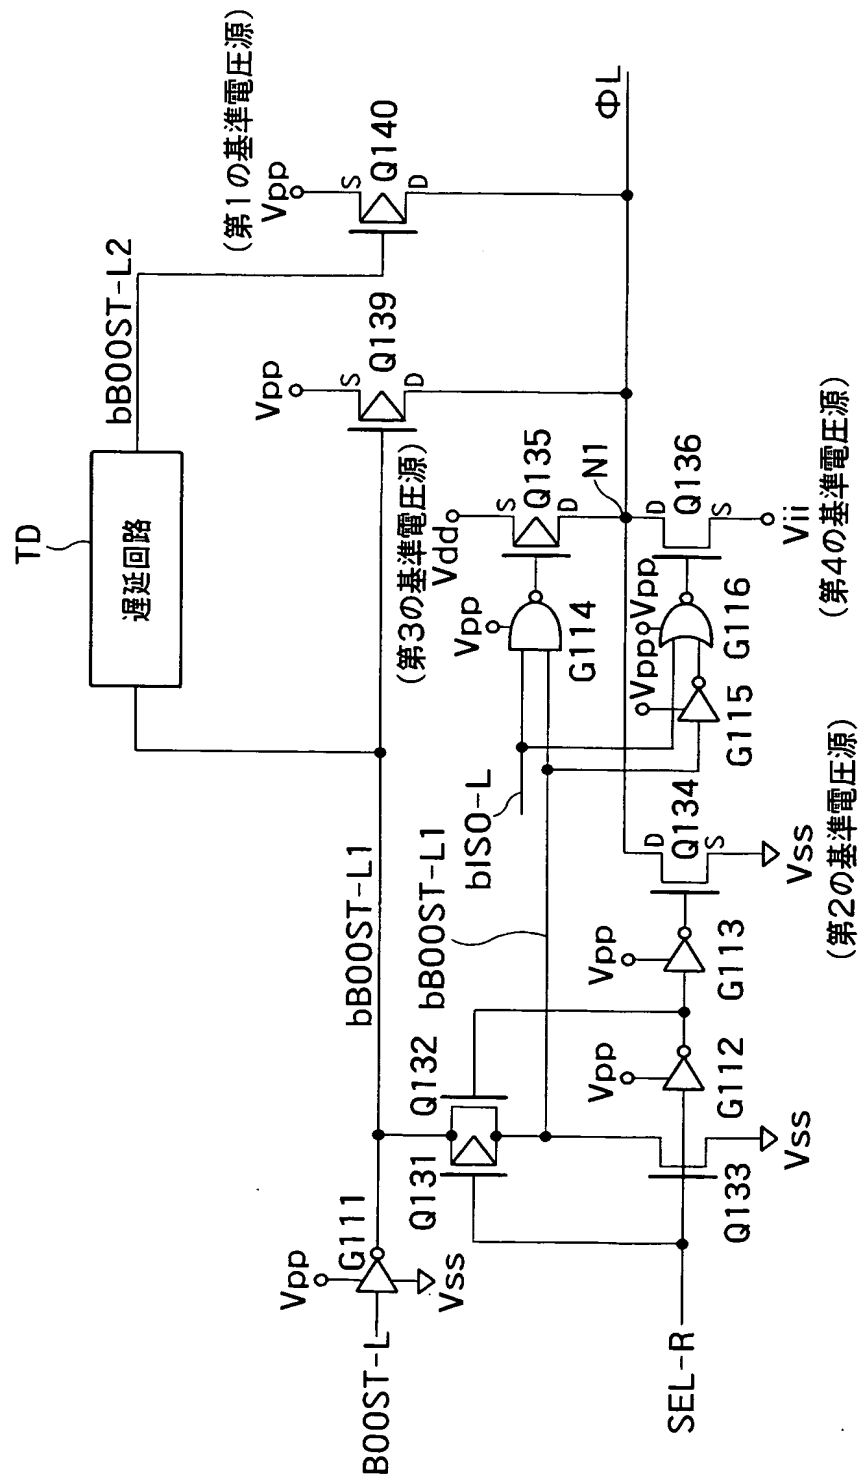 TD
遅延回路
bBOOST-L2
Vpp
(第1の基準電圧源)
S
Q140
D
Vpp
S
Q139
D
ΦL
bBOOST-L1
(第3の基準電圧源)
Vdd
S
Q135
D
N1
Vpp
G114
bISO-L
bBOOST-L1
D
Q136
S
Vii
(第4の基準電圧源)
Vpp
G116
Vpp
G115
D
Q134
S
Vss
(第2の基準電圧源)
Vpp
G113
Vpp
G112
Q132
Q131
Q133
Vss
Vpp
G111
Vss
BOOST-L
SEL-R